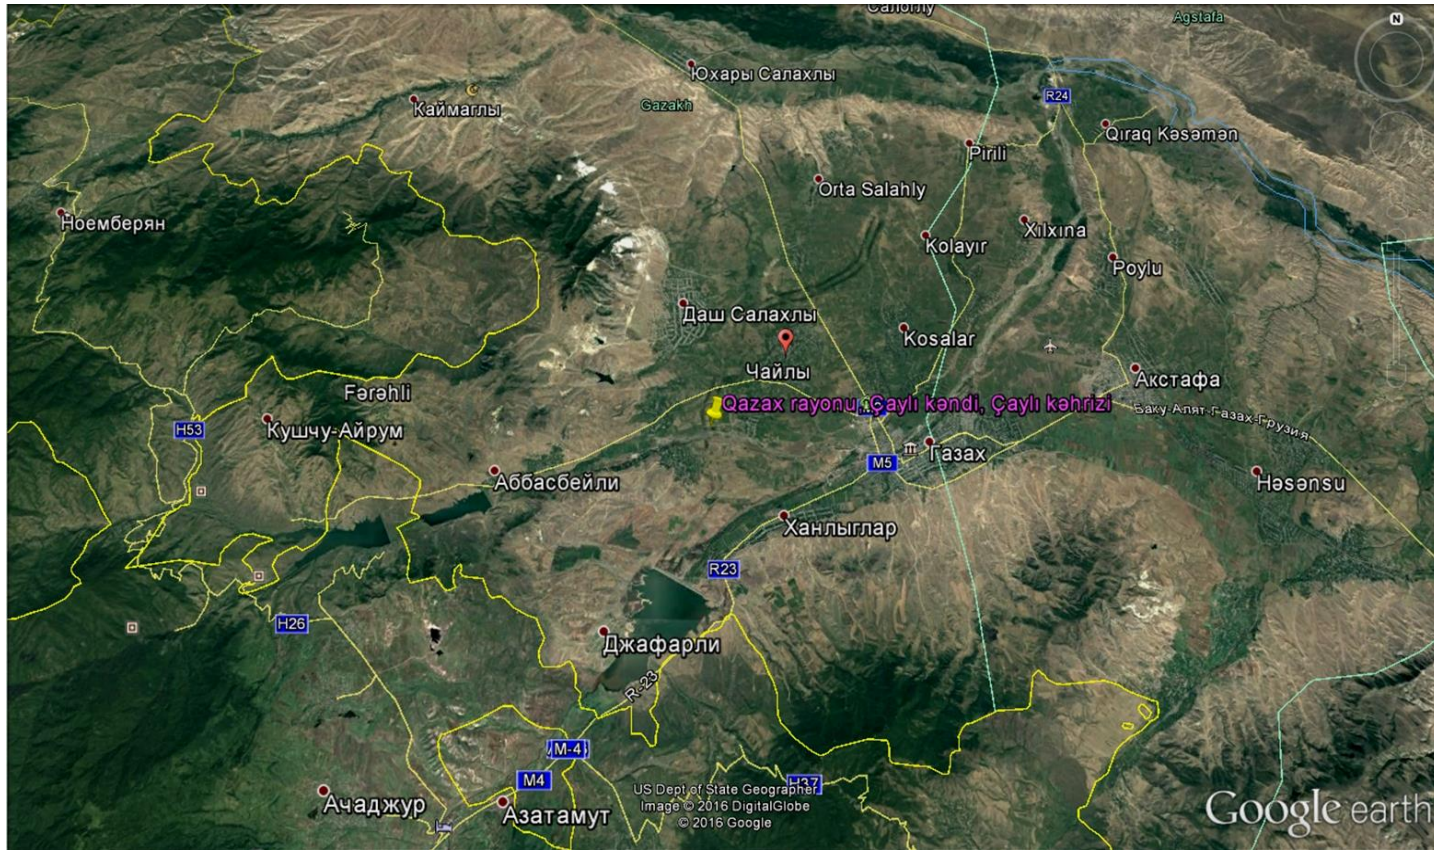 Салоглу
Agstafa
N
Юхары Салахлы
Каймаглы
Gazakh
R24
Qıraq Kəsəmən
Pirili
Orta Salahly
Ноемберян
Xılxına
Kolayır
Poylu
Даш Салахлы
Kosalar
Чайлы
Акстафа
Fərəhli
Qazax rayonu, Çaylı kəndi, Çaylı kəhrizi
Баку-Алят-Газах-Грузия
H53
Кушчу-Айрум
Газах
M5
Аббасбейли
Həsənsu
Ханлыглар
R23
H26
Джафарли
R-23
M-4
M4
H37
US Dept of State Geographer
Image © 2016 DigitalGlobe
© 2016 Google
Ачаджур
Азатамут
Google earth